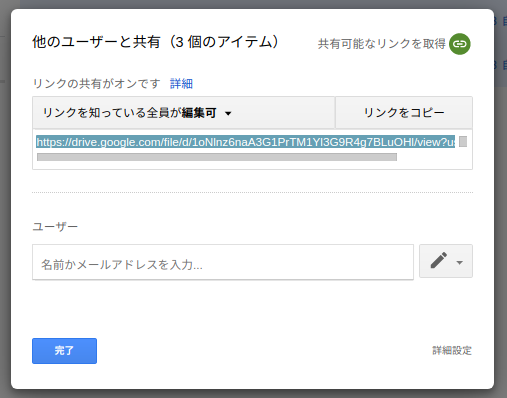 他のユーザーと共有（3 個のアイテム）
共有可能なリンクを取得
リンクの共有がオンです 詳細
リンクを知っている全員が編集可
リンクをコピー
https://drive.google.com/file/d/1oNlnz6naA3G1PrTM1Yl3G9R4g7BLuOHl/view?us
ユーザー
名前かメールアドレスを入力...
完了
詳細設定